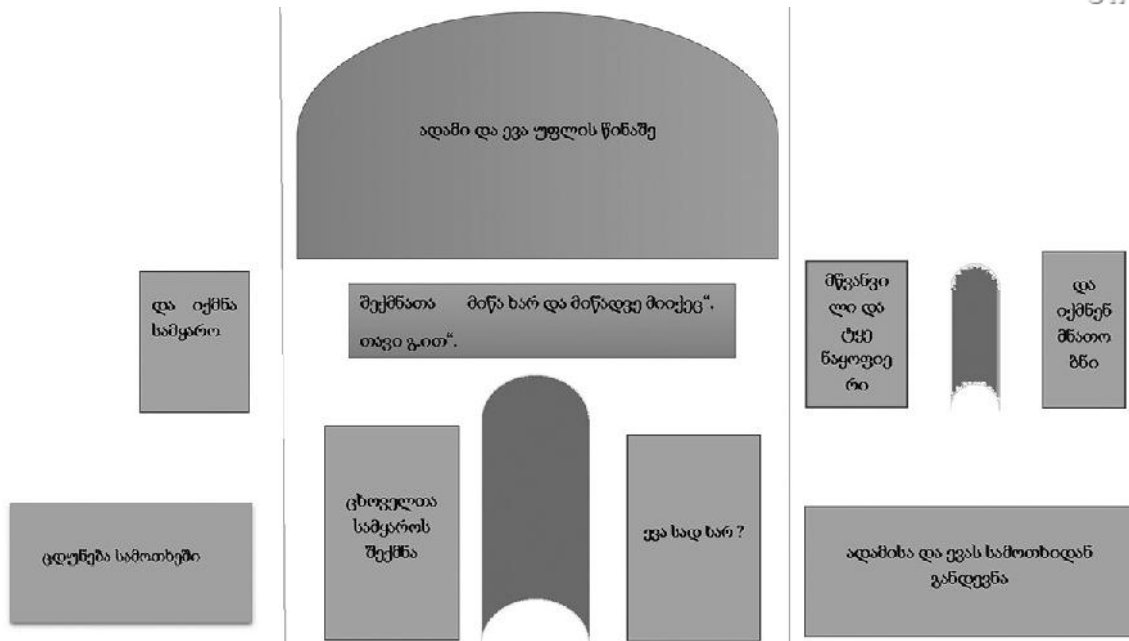 ადამი და ევა უფლის წინაშე
და იქმნა
სამყარო
შექმნათა მიწა ხარ და მიწადვე მიიქეც“.
თავი გ.ით“.
მწვანვი
ლი და
ტყე
ნაყოფიე
რი
და
იქმნენ
მნათო
ბნი
ცხოველთა
სამყაროს
შექმნა
ევა სად ხარ ?
ცდუნება სამოთხეში
ადამისა და ევას სამოთხიდან
განდევნა